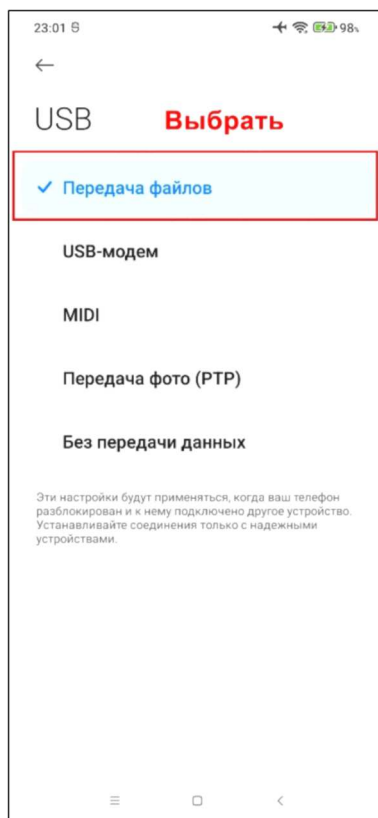 23:01
98%
USB
Выбрать
Передача файлов
USB-модем
MIDI
Передача фото (PTP)
Без передачи данных
Эти настройки будут применяться, когда ваш телефон
разблокирован и к нему подключено другое устройство.
Устанавливайте соединения только с надежными
устройствами.